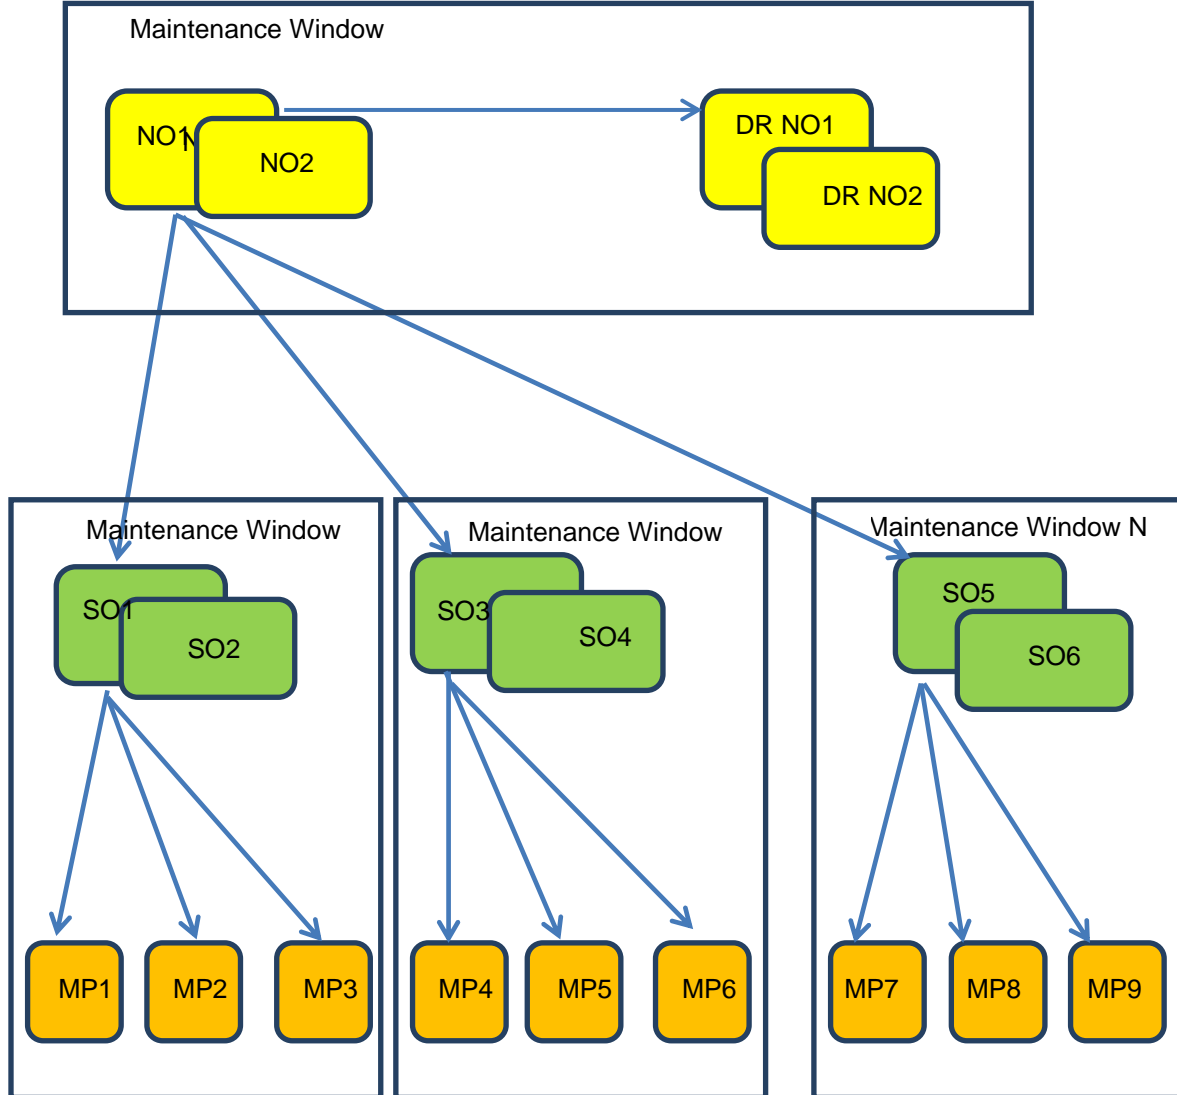 Maintenance Window
NO1
NO2
DR NO1
DR NO2
Maintenance Window
Maintenance Window
Maintenance Window N
SO1
SO2
SO3
SO4
SO5
SO6
MP1
MP2
MP3
MP4
MP5
MP6
MP7
MP8
MP9